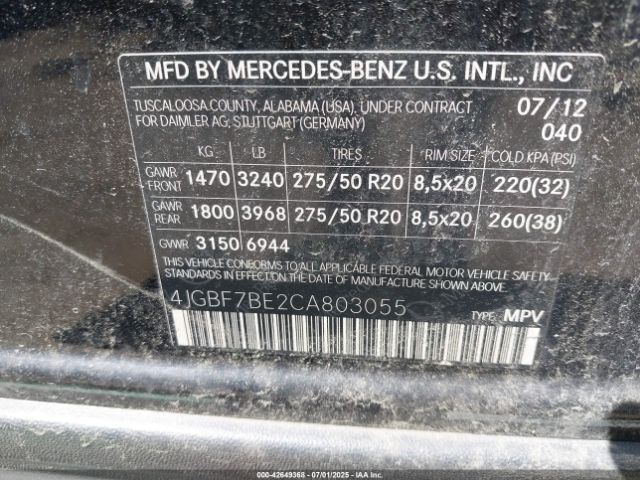 MFD BY MERCEDES-BENZ U.S. INTL., INC
TUSCALOOSA COUNTY, ALABAMA (USA), UNDER CONTRACT 07/12
FOR DAIMLER AG, STUTTGART (GERMANY) 040
KG LB TIRES RIM SIZE COLD KPA (PSI)
GAWR FRONT 1470 3240 275/50 R20 8,5x20 220(32)
GAWR REAR 1800 3968 275/50 R20 8,5x20 260(38)
GVWR 3150 6944
THIS VEHICLE CONFORMS TO ALL APPLICABLE FEDERAL MOTOR VEHICLE SAFETY
STANDARDS IN EFFECT ON THE DATE OF MANUFACTURE SHOWN ABOVE.
4JGBF7BE2CA803055 TYPE: MPV
000-42649368 - 07/01/2025 - IAAI.COM